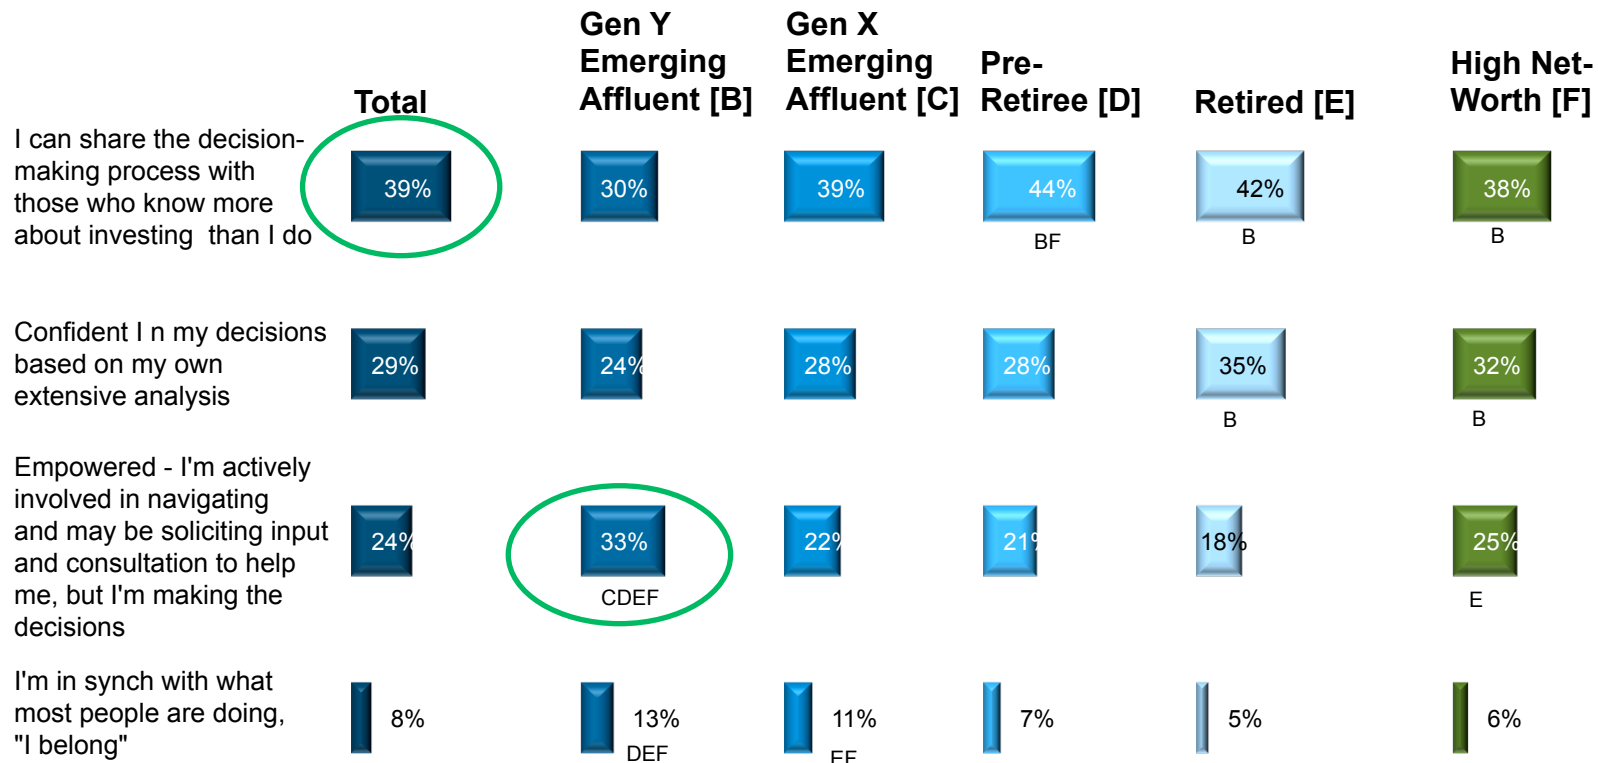 Total
Gen Y
Emerging
Affluent [B]
Gen X
Emerging
Affluent [C]
Pre-
Retiree [D]
Retired [E]
High Net-
Worth [F]
I can share the decision-
making process with
those who know more
about investing than I do
39%
30%
39%
44%
42%
38%
BF
B
B
Confident I n my decisions
based on my own
extensive analysis
29%
24%
28%
28%
35%
32%
B
B
Empowered - I'm actively
involved in navigating
and may be soliciting input
and consultation to help
me, but I'm making the
decisions
24%
33%
22%
21%
18%
25%
CDEF
E
I'm in synch with what
most people are doing,
"I belong"
8%
13%
11%
7%
5%
6%
DEF
EF